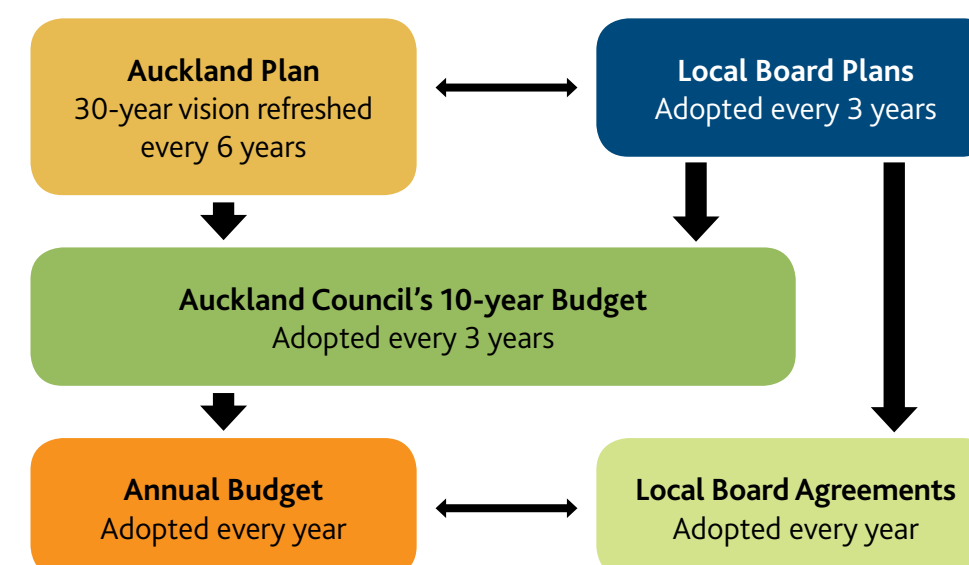 Auckland Plan
30-year vision refreshed
every 6 years
Local Board Plans
Adopted every 3 years
Auckland Council’s 10-year Budget
Adopted every 3 years
Annual Budget
Adopted every year
Local Board Agreements
Adopted every year